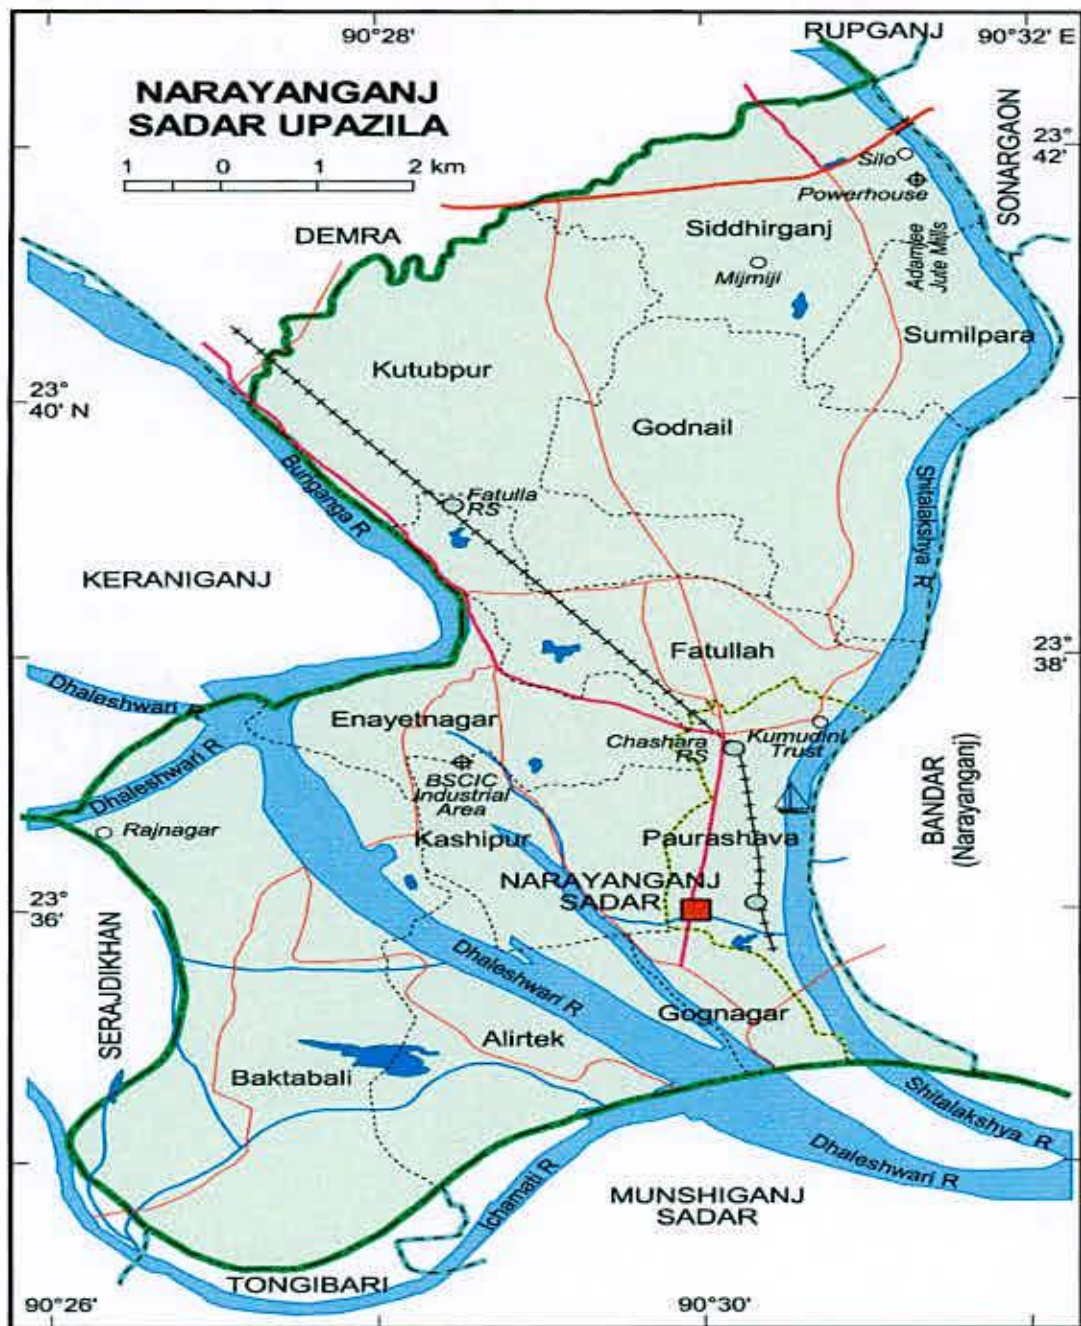 RUPGANJ
90°28'
90°32' E
NARAYANGANJ
SADAR UPAZILA
1 0 1 2 km
SONARGAON
23°
42'
Silo
Powerhouse
DEMRA
Siddhirganj
Mijmiji
Adamjee
Jute Mills
Sumilpara
Kutubpur
23°
40' N
Godnail
Buriganga R
Fatulla
RS
Shitalakshya R
KERANIGANJ
23°
38'
Fatullah
Dhaleshwari R
Enayetnagar
Chashara
RS
Kumudini
Trust
Dhaleshwari R
BSCIC
Industrial
Area
Rajnagar
Kashipur
Paurashava
BANDAR
(Narayanganj)
NARAYANGANJ
SADAR
23°
36'
SERAJDIKHAN
Dhaleshwari R
Gognagar
Alirtek
Baktabali
Shitalakshya R
Dhaleshwari R
Ichamati R
MUNSHIGANJ
SADAR
TONGIBARI
90°26'
90°30'